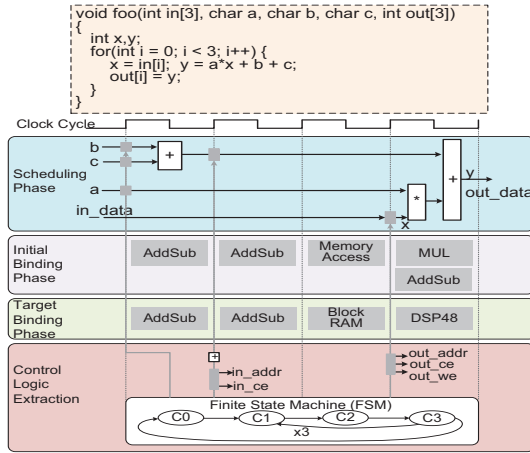 void foo(int in[3], char a, char b, char c, int out[3])
{
int x,y;
for(int i = 0; i < 3; i++) {
x = in[i]; y = a*x + b + c;
out[i] = y;
}
}
Clock Cycle
Scheduling
Phase
b
c
+
a
in_data
x
*
+
y
out_data
Initial
Binding
Phase
AddSub
AddSub
Memory
Access
MUL
AddSub
Target
Binding
Phase
AddSub
AddSub
Block
RAM
DSP48
Control
Logic
Extraction
+
in_addr
in_ce
out_addr
out_ce
out_we
Finite State Machine (FSM)
C0
C1
C2
C3
x3